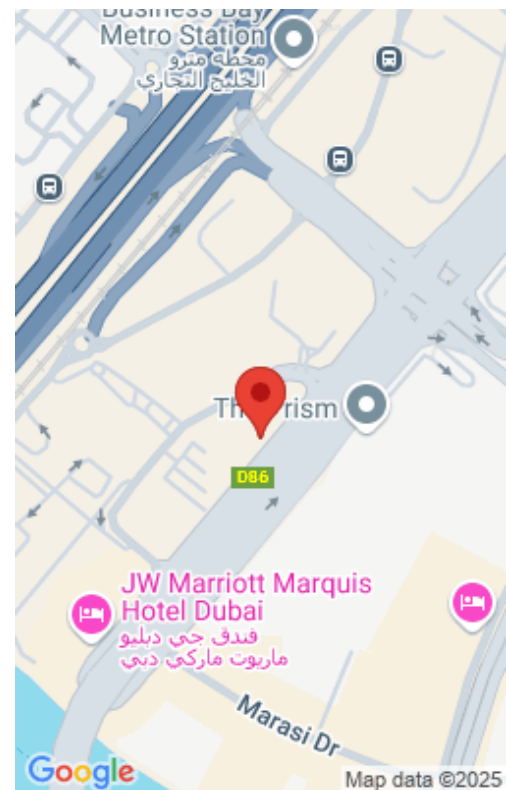 Business Bay
Metro Station
محطة مترو
الخليج التجاري
The Prism
D86
JW Marriott Marquis
Hotel Dubai
فندق جي دبليو
ماريوت ماركي دبي
Marasi Dr
Google
Map data ©2025